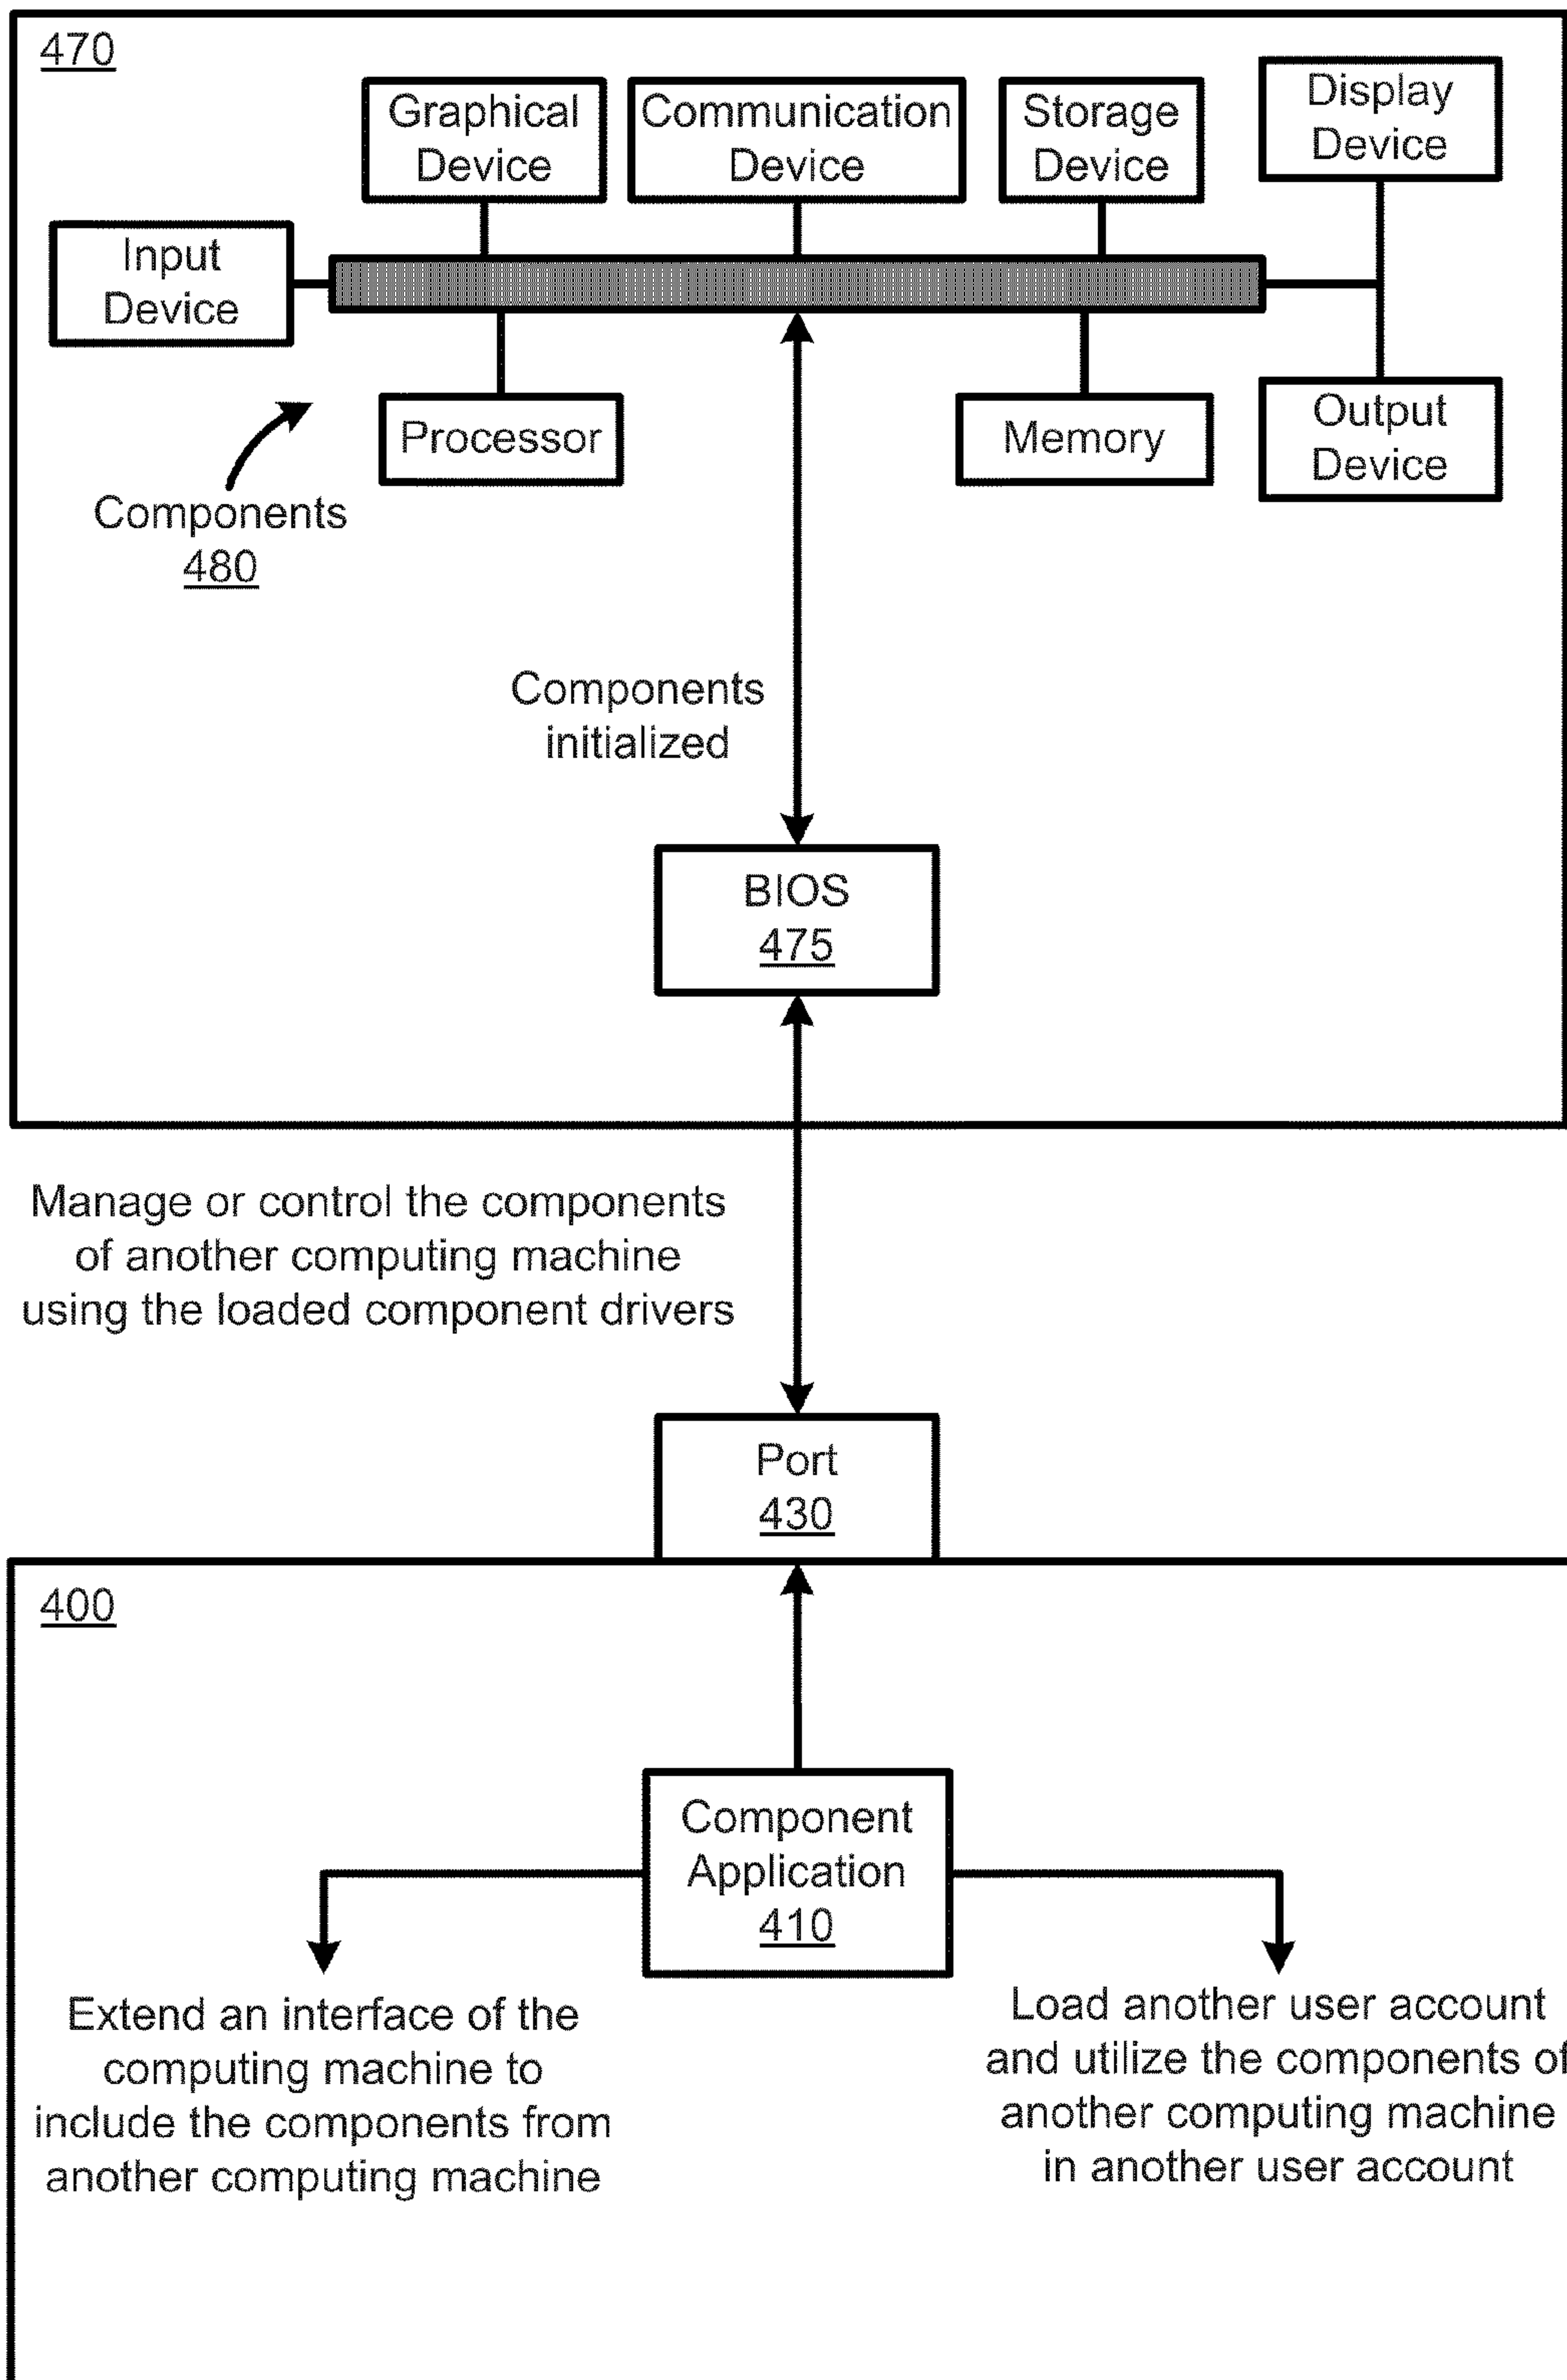 470
Graphical
Device
Communication
Device
Storage
Device
Display
Device
Input
Device
Processor
Memory
Output
Device
Components
480
Components
initialized
BIOS
475
Manage or control the components
of another computing machine
using the loaded component drivers
Port
430
400
Component
Application
410
Extend an interface of the
computing machine to
include the components from
another computing machine
Load another user account
and utilize the components of
another computing machine
in another user account